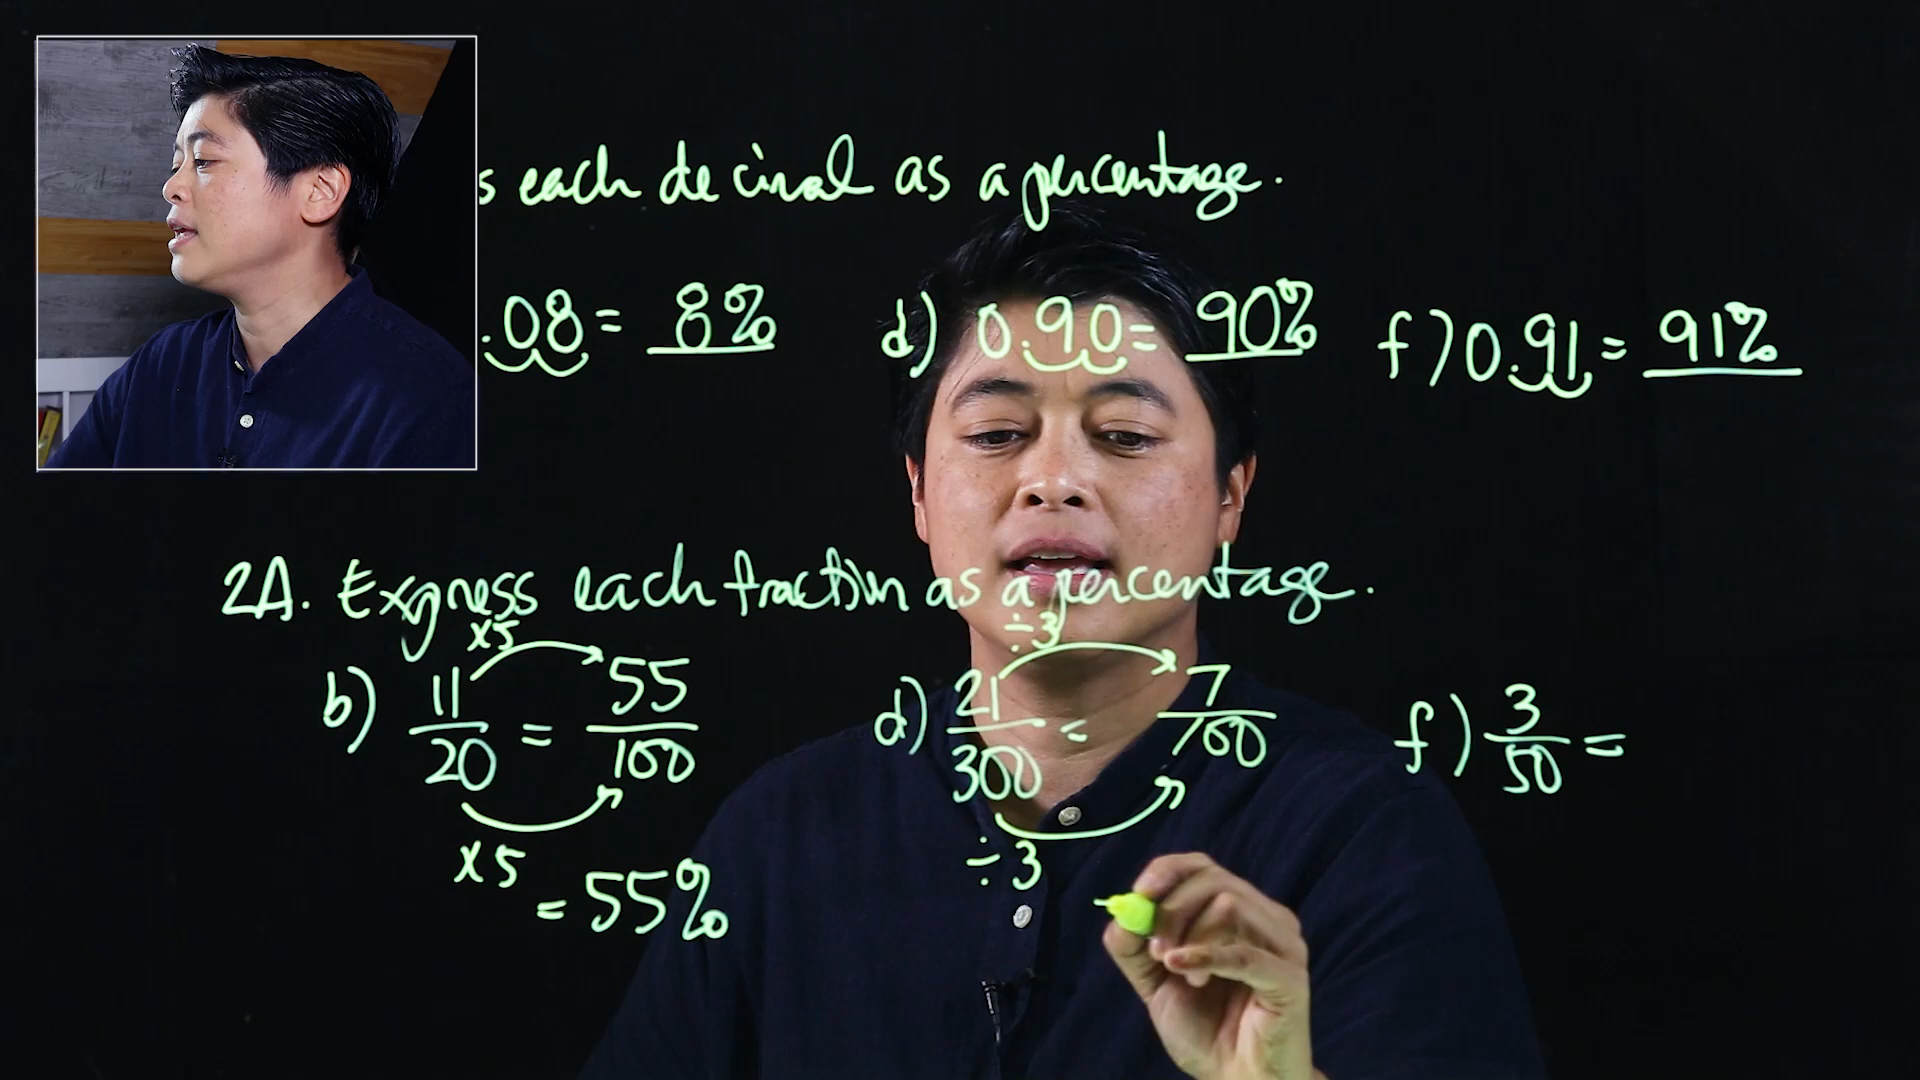 s each decimal as a percentage.
.08 = 8% d) 0.90 = 90% f) 0.91 = 91%
2A. Express each fraction as a percentage.
x5 ÷3
b) 11/20 = 55/100 d) 21/300 = 7/100 f) 3/50 =
x5 ÷3
= 55%